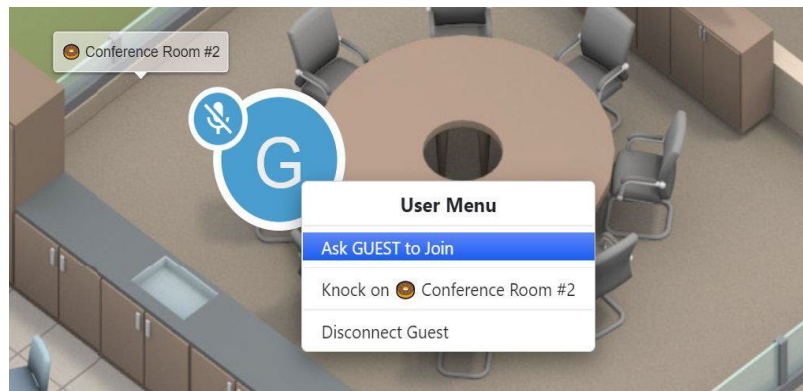 🍩 Conference Room #2
G
User Menu
Ask GUEST to Join
Knock on 🍩 Conference Room #2
Disconnect Guest